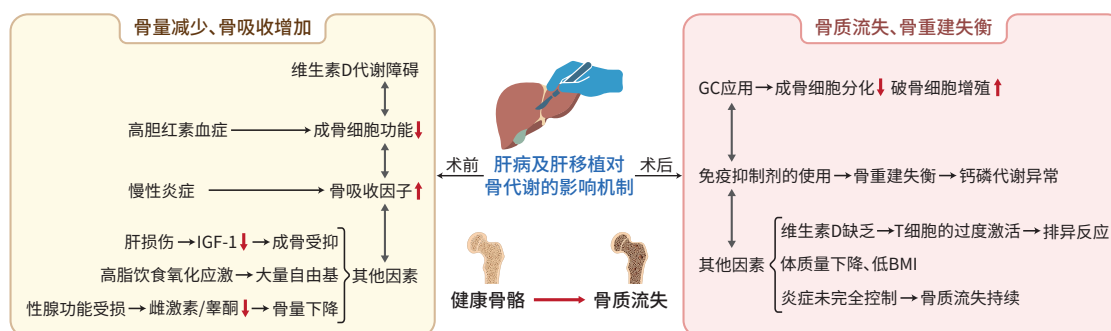 骨量减少、骨吸收增加
维生素D代谢障碍
高胆红素血症→成骨细胞功能↓
慢性炎症→骨吸收因子↑
肝损伤→IGF-1↓→成骨受抑
高脂饮食氧化应激→大量自由基
性腺功能受损→雌激素/睾酮↓→骨量下降
其他因素
术前
肝病及肝移植对
骨代谢的影响机制
术后
健康骨骼→骨质流失
骨质流失、骨重建失衡
GC应用→成骨细胞分化↓ 破骨细胞增殖↑
免疫抑制剂的使用→骨重建失衡→钙磷代谢异常
其他因素
维生素D缺乏→T细胞的过度激活→排异反应
体质量下降、低BMI
炎症未完全控制→骨质流失持续